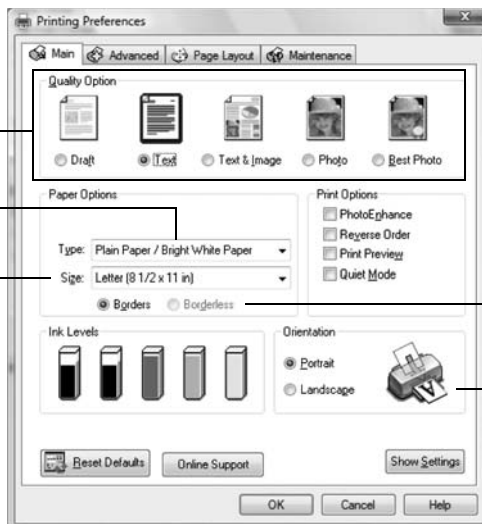 Printing Preferences
Main Advanced Page Layout Maintenance
Quality Option
Draft Text Text & Image Photo Best Photo
Paper Options
Print Options
PhotoEnhance
Reverse Order
Type: Plain Paper / Bright White Paper
Print Preview
Size: Letter (8 1/2 x 11 in)
Quiet Mode
Borders Borderless
Ink Levels
Orientation
Portrait
Landscape
A
Reset Defaults Online Support Show Settings
OK Cancel Help